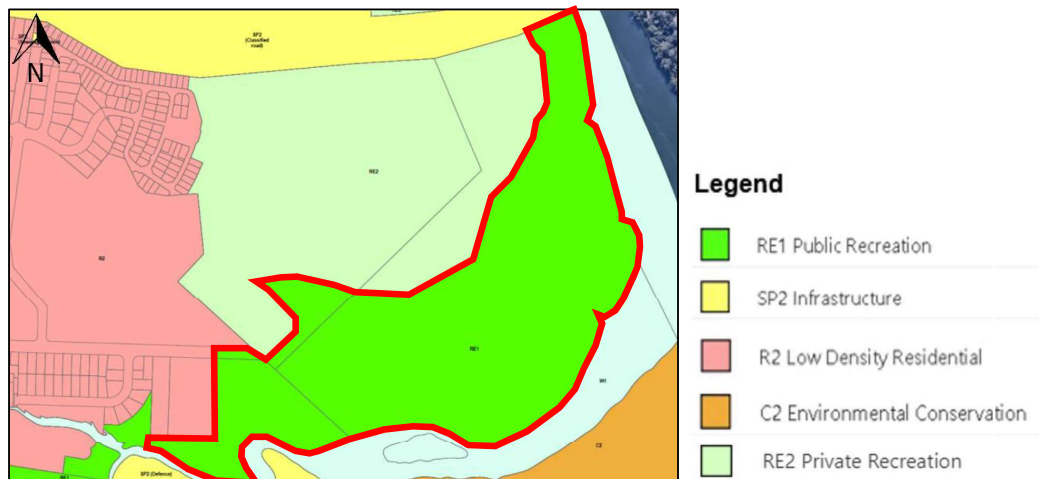 SP2
(Classified
road)
N
RE2
R2
RE1
W1
C2
SP2 (Defence)
RE1
Legend
RE1 Public Recreation
SP2 Infrastructure
R2 Low Density Residential
C2 Environmental Conservation
RE2 Private Recreation